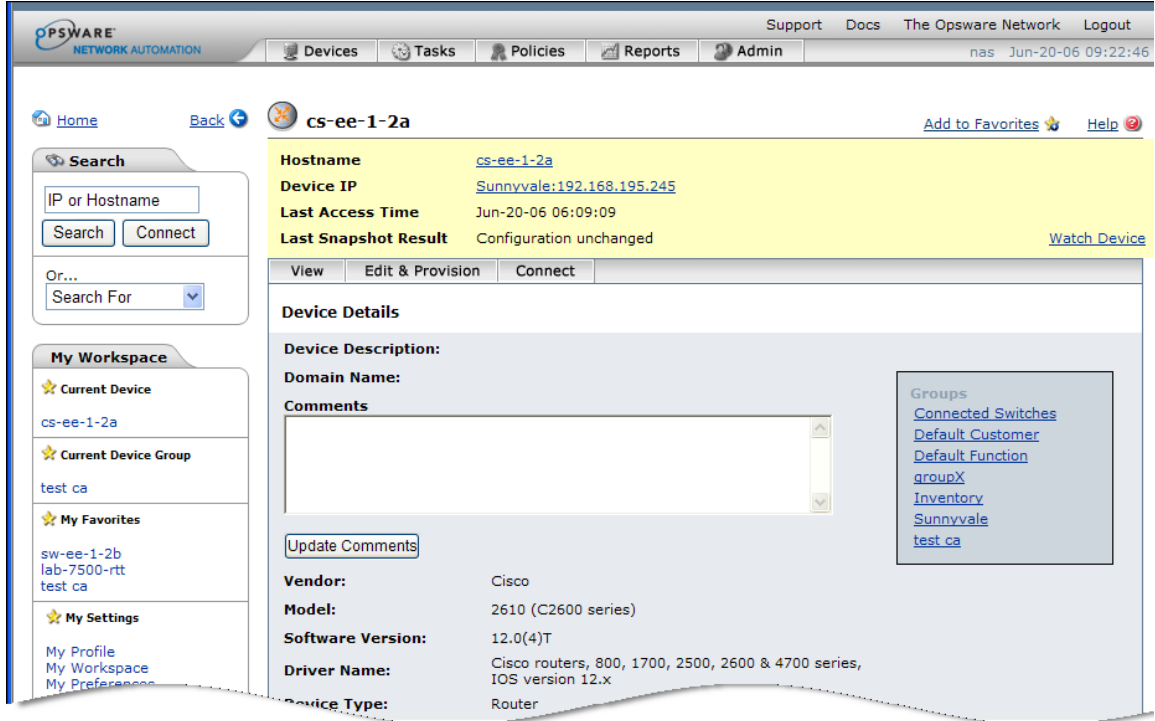 OPSWARE
NETWORK AUTOMATION
Support Docs The Opsware Network Logout
Devices Tasks Policies Reports Admin
nas Jun-20-06 09:22:46
Home Back
Search
IP or Hostname
Search Connect
Or...
Search For
My Workspace
Current Device
cs-ee-1-2a
Current Device Group
test ca
My Favorites
sw-ee-1-2b
lab-7500-rtt
test ca
My Settings
My Profile
My Workspace
My Preferences
cs-ee-1-2a
Add to Favorites Help
Hostname cs-ee-1-2a
Device IP Sunnyvale:192.168.195.245
Last Access Time Jun-20-06 06:09:09
Last Snapshot Result Configuration unchanged
Watch Device
View Edit & Provision Connect
Device Details
Device Description:
Domain Name:
Comments
Update Comments
Groups
Connected Switches
Default Customer
Default Function
groupX
Inventory
Sunnyvale
test ca
Vendor: Cisco
Model: 2610 (C2600 series)
Software Version: 12.0(4)T
Driver Name: Cisco routers, 800, 1700, 2500, 2600 & 4700 series,
IOS version 12.x
Device Type: Router